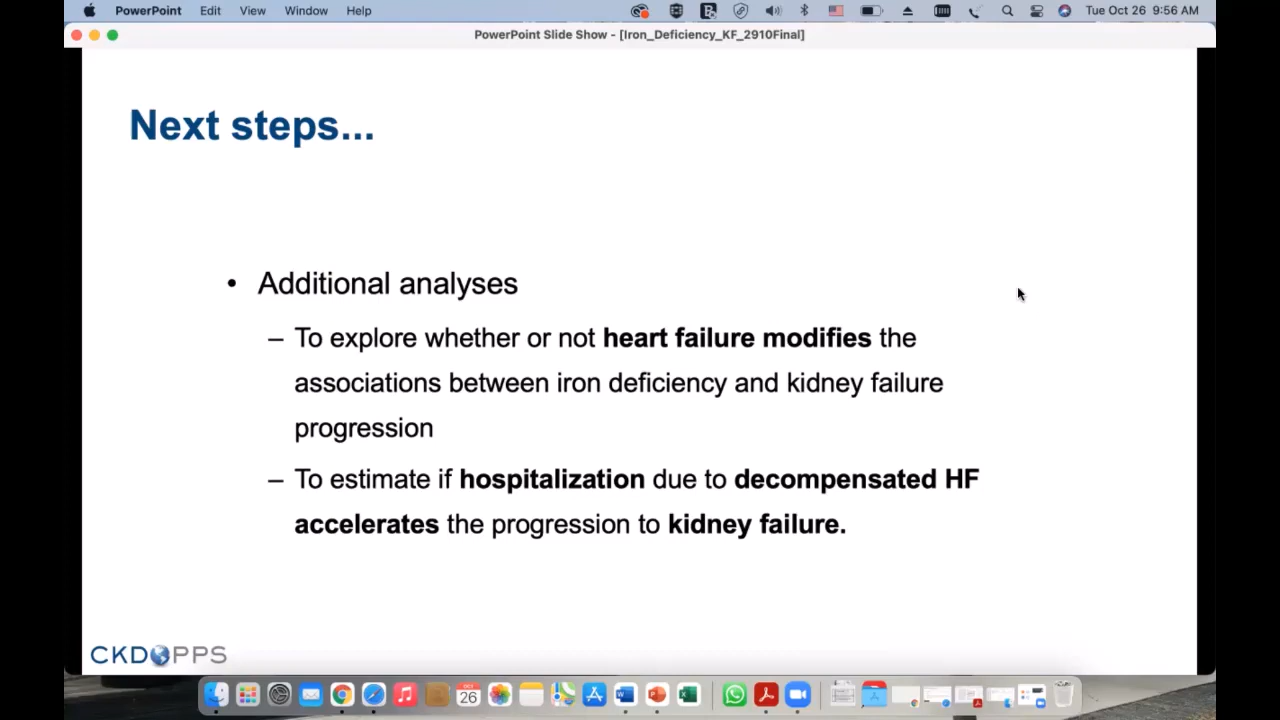 PowerPoint Edit View Window Help Tue Oct 26 9:56 AM
PowerPoint Slide Show - [Iron_Deficiency_KF_2910Final]
Next steps...
• Additional analyses
– To explore whether or not heart failure modifies the
associations between iron deficiency and kidney failure
progression
– To estimate if hospitalization due to decompensated HF
accelerates the progression to kidney failure.
CKDOPPS
26